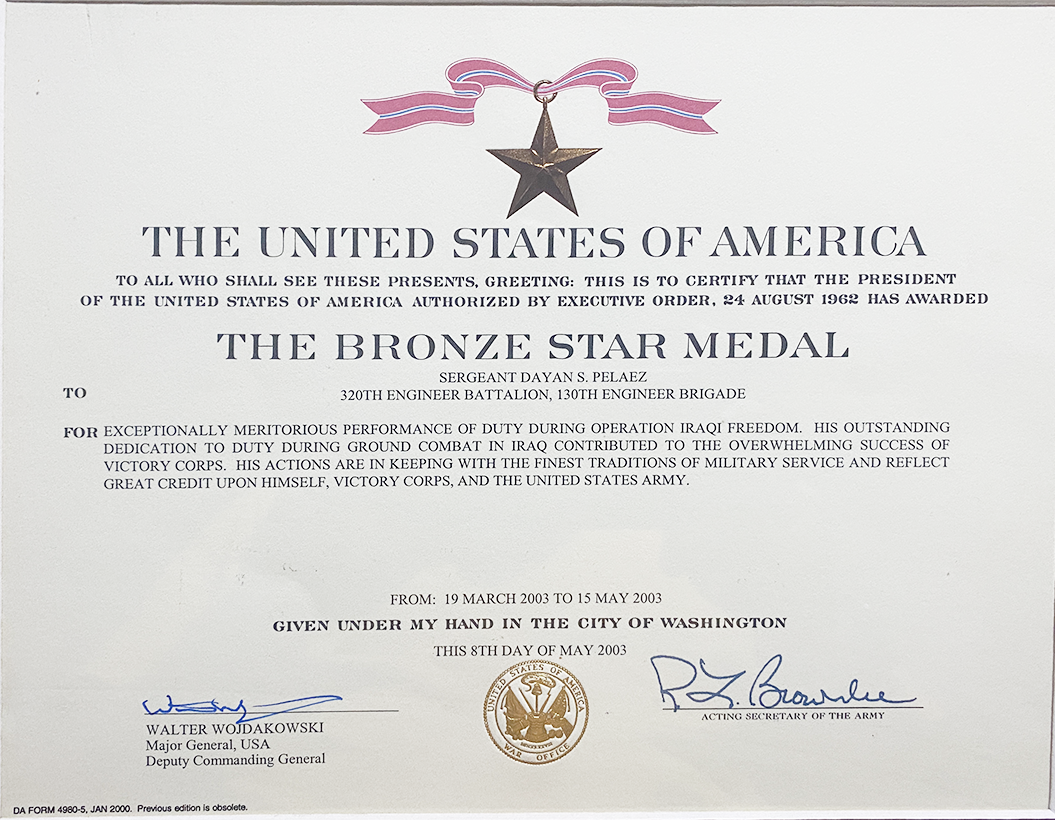 THE UNITED STATES OF AMERICA
TO ALL WHO SHALL SEE THESE PRESENTS, GREETING: THIS IS TO CERTIFY THAT THE PRESIDENT
OF THE UNITED STATES OF AMERICA AUTHORIZED BY EXECUTIVE ORDER, 24 AUGUST 1962 HAS AWARDED
THE BRONZE STAR MEDAL
SERGEANT DAYAN S. PELAEZ
TO 320TH ENGINEER BATTALION, 130TH ENGINEER BRIGADE
FOR EXCEPTIONALLY MERITORIOUS PERFORMANCE OF DUTY DURING OPERATION IRAQI FREEDOM. HIS OUTSTANDING
DEDICATION TO DUTY DURING GROUND COMBAT IN IRAQ CONTRIBUTED TO THE OVERWHELMING SUCCESS OF
VICTORY CORPS. HIS ACTIONS ARE IN KEEPING WITH THE FINEST TRADITIONS OF MILITARY SERVICE AND REFLECT
GREAT CREDIT UPON HIMSELF, VICTORY CORPS, AND THE UNITED STATES ARMY.
FROM: 19 MARCH 2003 TO 15 MAY 2003
GIVEN UNDER MY HAND IN THE CITY OF WASHINGTON
THIS 8TH DAY OF MAY 2003
UNITED STATES OF AMERICA
WAR OFFICE
R. L. Brownlee
ACTING SECRETARY OF THE ARMY
WALTER WOJDAKOWSKI
Major General, USA
Deputy Commanding General
DA FORM 4980-5, JAN 2000. Previous edition is obsolete.